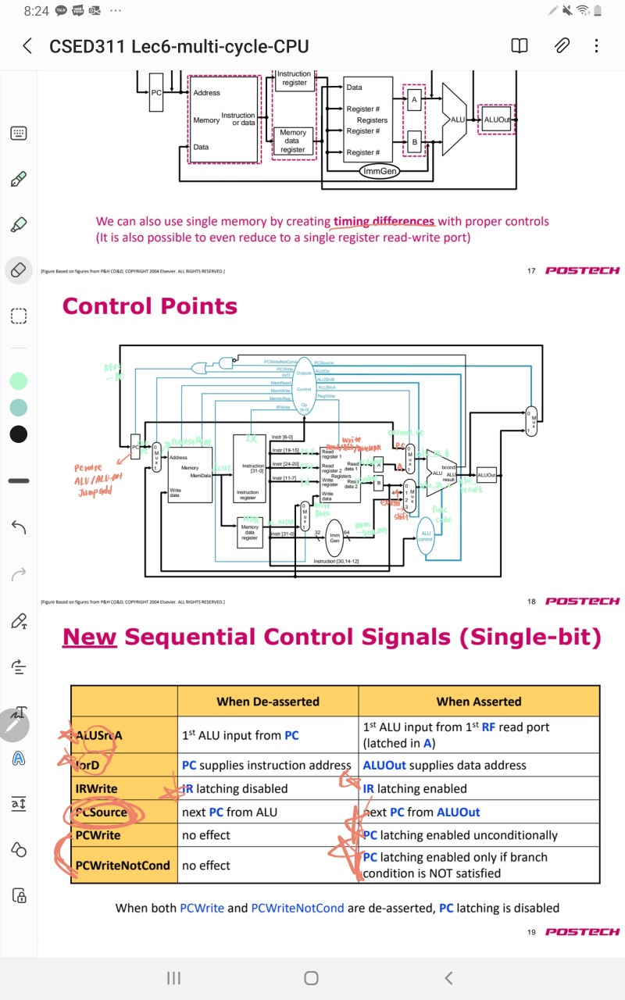 8:24 TALK
CSED311 Lec6-multi-cycle-CPU
PC
Address
Memory
Instruction or data
Data
Instruction register
Memory data register
Data
Register #
Registers
Register #
Register #
A
B
ALU
ALUOut
ImmGen
We can also use single memory by creating timing differences with proper controls
(It is also possible to even reduce to a single register read-write port)
[Figure Based on figures from P&H CO&D, COPYRIGHT 2004 Elsevier. ALL RIGHTS RESERVED.]
17 POSTECH
Control Points
PCWriteNotCond
PCWrite
IorD
MemRead
MemWrite
MemtoReg
IRWrite
Outputs
Control
Op [6-0]
PCSource
ALUOp
ALUSrcB
ALUSrcA
RegWrite
PC
0 M u x 1
Address
Memory
MemData
Write data
IR
Instruction [31-0]
Instruction register
Instr [6-0]
Instr [19-15]
Instr [24-20]
Instr [11-7]
Instr [31-0]
Memory data register
0 M u x 1
Write
Read register 1
Read register 2
Registers
Write register
Write data
Read data 1
Read data 2
A
B
32
Imm Gen
64
PC
A
0 M u x 1
4
0 1 M u 2 x 3
shift
bcond
ALU ALU result
ALUOut
0 M u x 1
ALU control
Instruction [30,14-12]
PC write
ALU/ALU-out
Jump add
[Figure Based on figures from P&H CO&D, COPYRIGHT 2004 Elsevier. ALL RIGHTS RESERVED.]
18 POSTECH
New Sequential Control Signals (Single-bit)
When De-asserted When Asserted
ALUSrcA 1st ALU input from PC 1st ALU input from 1st RF read port (latched in A)
IorD PC supplies instruction address ALUOut supplies data address
IRWrite IR latching disabled IR latching enabled
PCSource next PC from ALU next PC from ALUOut
PCWrite no effect PC latching enabled unconditionally
PCWriteNotCond no effect PC latching enabled only if branch condition is NOT satisfied
When both PCWrite and PCWriteNotCond are de-asserted, PC latching is disabled
19 POSTECH